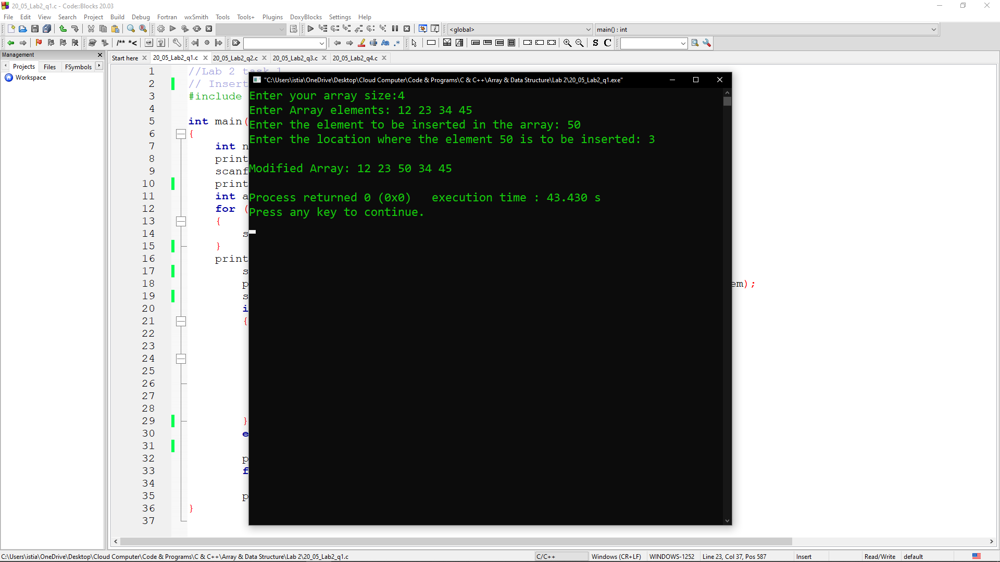 20_05_Lab2_q1.c - Code::Blocks 20.03
File Edit View Search Project Build Debug Fortran wxSmith Tools Tools+ Plugins DoxyBlocks Settings Help
<global>
main() : int
/** *<
Aa .*
S C
Management
Projects Files FSymbols
Workspace
Start here 20_05_Lab2_q1.c 20_05_Lab2_q2.c 20_05_Lab2_q3.c 20_05_Lab2_q4.c
1 //Lab 2 task 1
2 // Insert
3 #include
4
5 int main(
6 {
7 int n
8 print
9 scanf
10 print
11 int a
12 for (
13 {
14 s
15 }
16 print
17 s
18 p em);
19 s
20 i
21 {
22
23
24
25
26
27
28
29 }
30 e
31
32 p
33 f
34
35 p
36 }
37
"C:\Users\istia\OneDrive\Desktop\Cloud Computer\Code & Programs\C & C++\Array & Data Structure\Lab 2\20_05_Lab2_q1.exe"
Enter your array size:4
Enter Array elements: 12 23 34 45
Enter the element to be inserted in the array: 50
Enter the location where the element 50 is to be inserted: 3
Modified Array: 12 23 50 34 45
Process returned 0 (0x0) execution time : 43.430 s
Press any key to continue.
C:\Users\istia\OneDrive\Desktop\Cloud Computer\Code & Programs\C & C++\Array & Data Structure\Lab 2\20_05_Lab2_q1.c C/C++ Windows (CR+LF) WINDOWS-1252 Line 23, Col 37, Pos 587 Insert Read/Write default